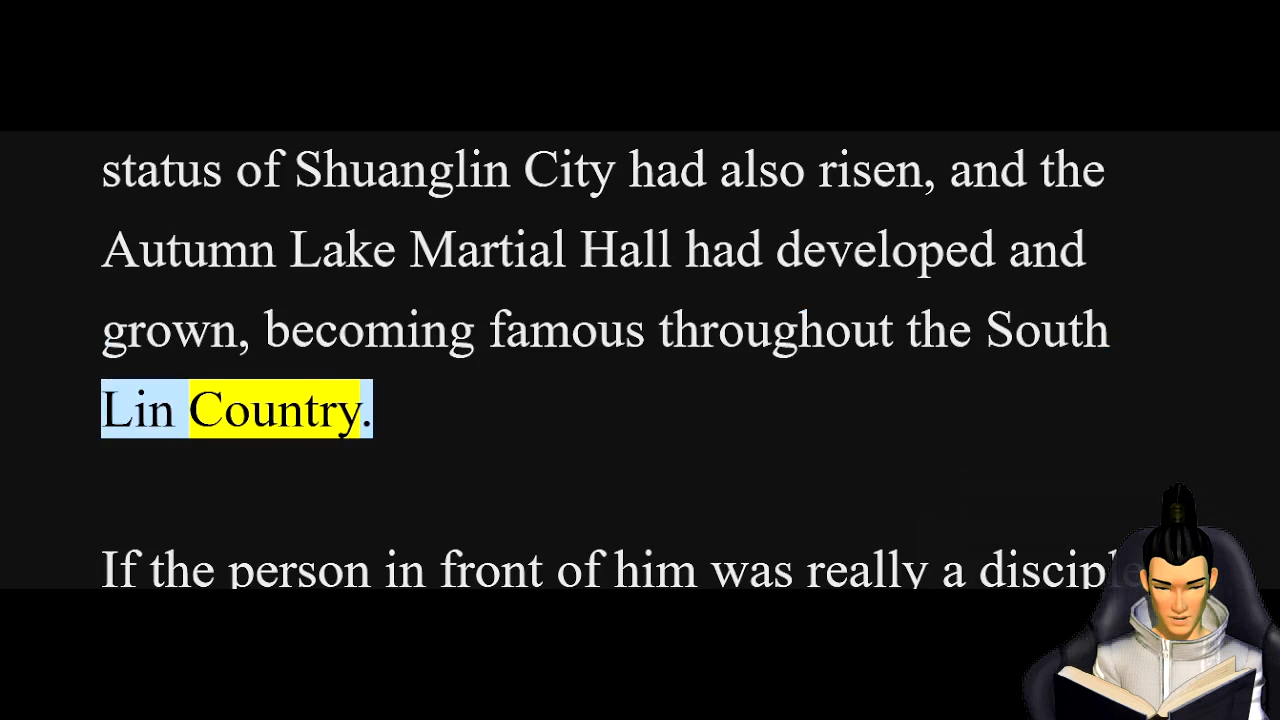 status of Shuanglin City had also risen, and the
Autumn Lake Martial Hall had developed and
grown, becoming famous throughout the South
Lin Country.
If the person in front of him was really a disciple